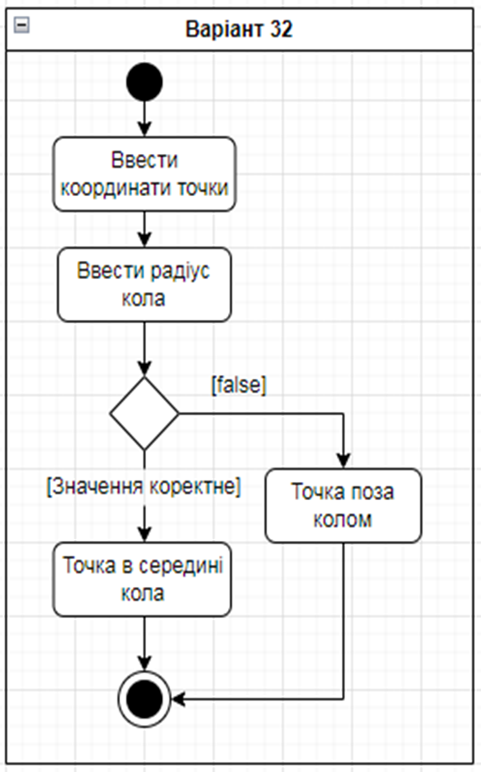 Варіант 32
Ввести
координати точки
Ввести радіус
кола
[false]
[Значення коректне]
Точка поза
колом
Точка в середині
кола